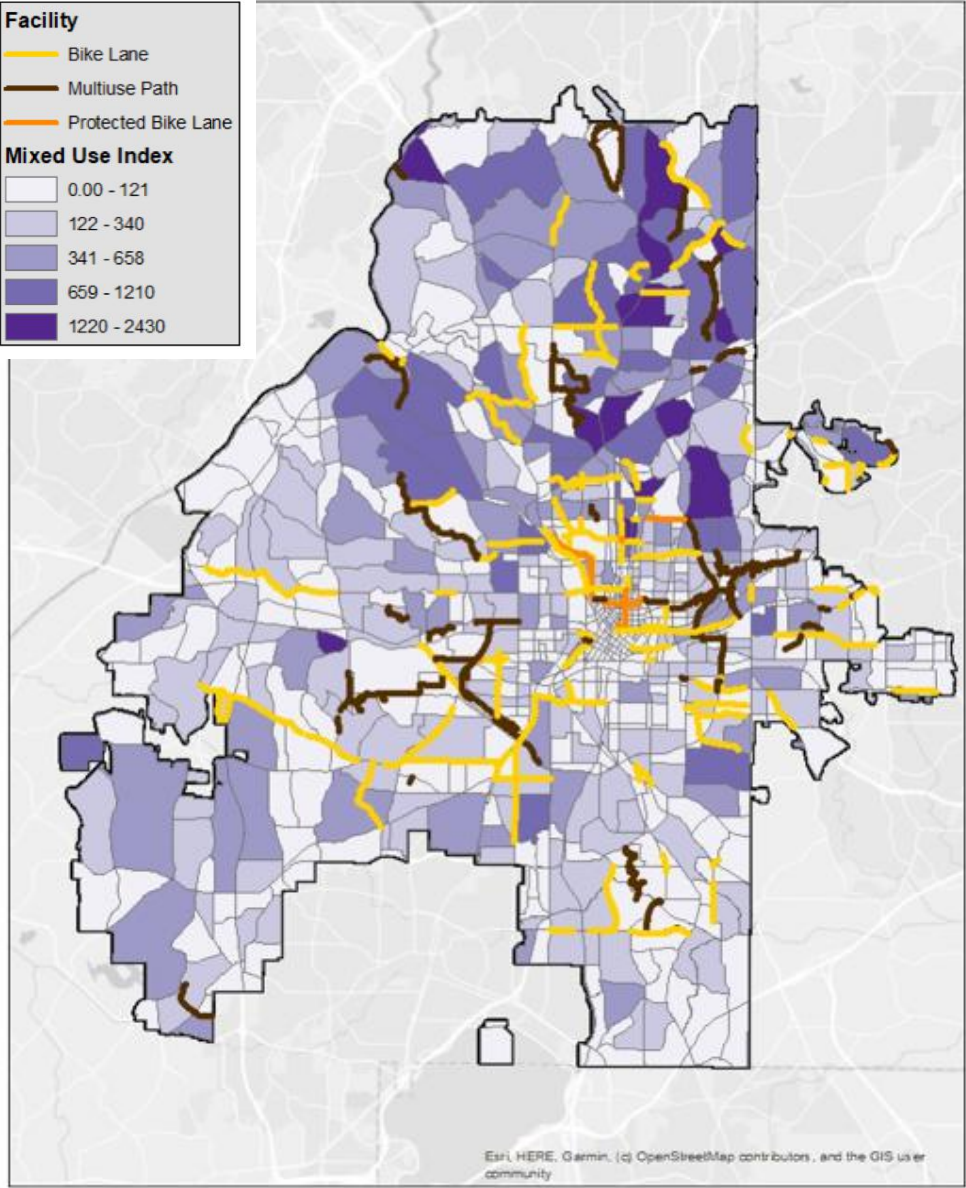 Facility
Bike Lane
Multiuse Path
Protected Bike Lane
Mixed Use Index
0.00 - 121
122 - 340
341 - 658
659 - 1210
1220 - 2430
Esri, HERE, Garmin, (c) OpenStreetMap contributors, and the GIS user
community